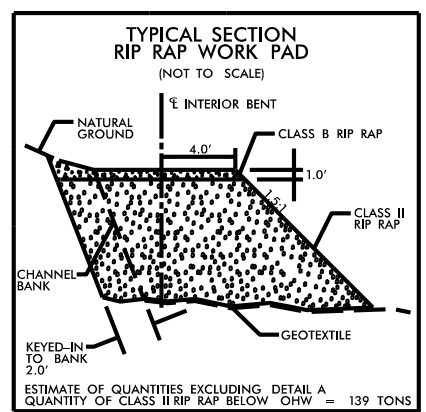 TYPICAL SECTION
RIP RAP WORK PAD
(NOT TO SCALE)
℄ INTERIOR BENT
NATURAL
GROUND
4.0'
CLASS B RIP RAP
1.0'
1.5:1
CLASS II
RIP RAP
CHANNEL
BANK
GEOTEXTILE
KEYED-IN
TO BANK
2.0'
ESTIMATE OF QUANTITIES EXCLUDING DETAIL A
QUANTITY OF CLASS II RIP RAP BELOW OHW = 139 TONS